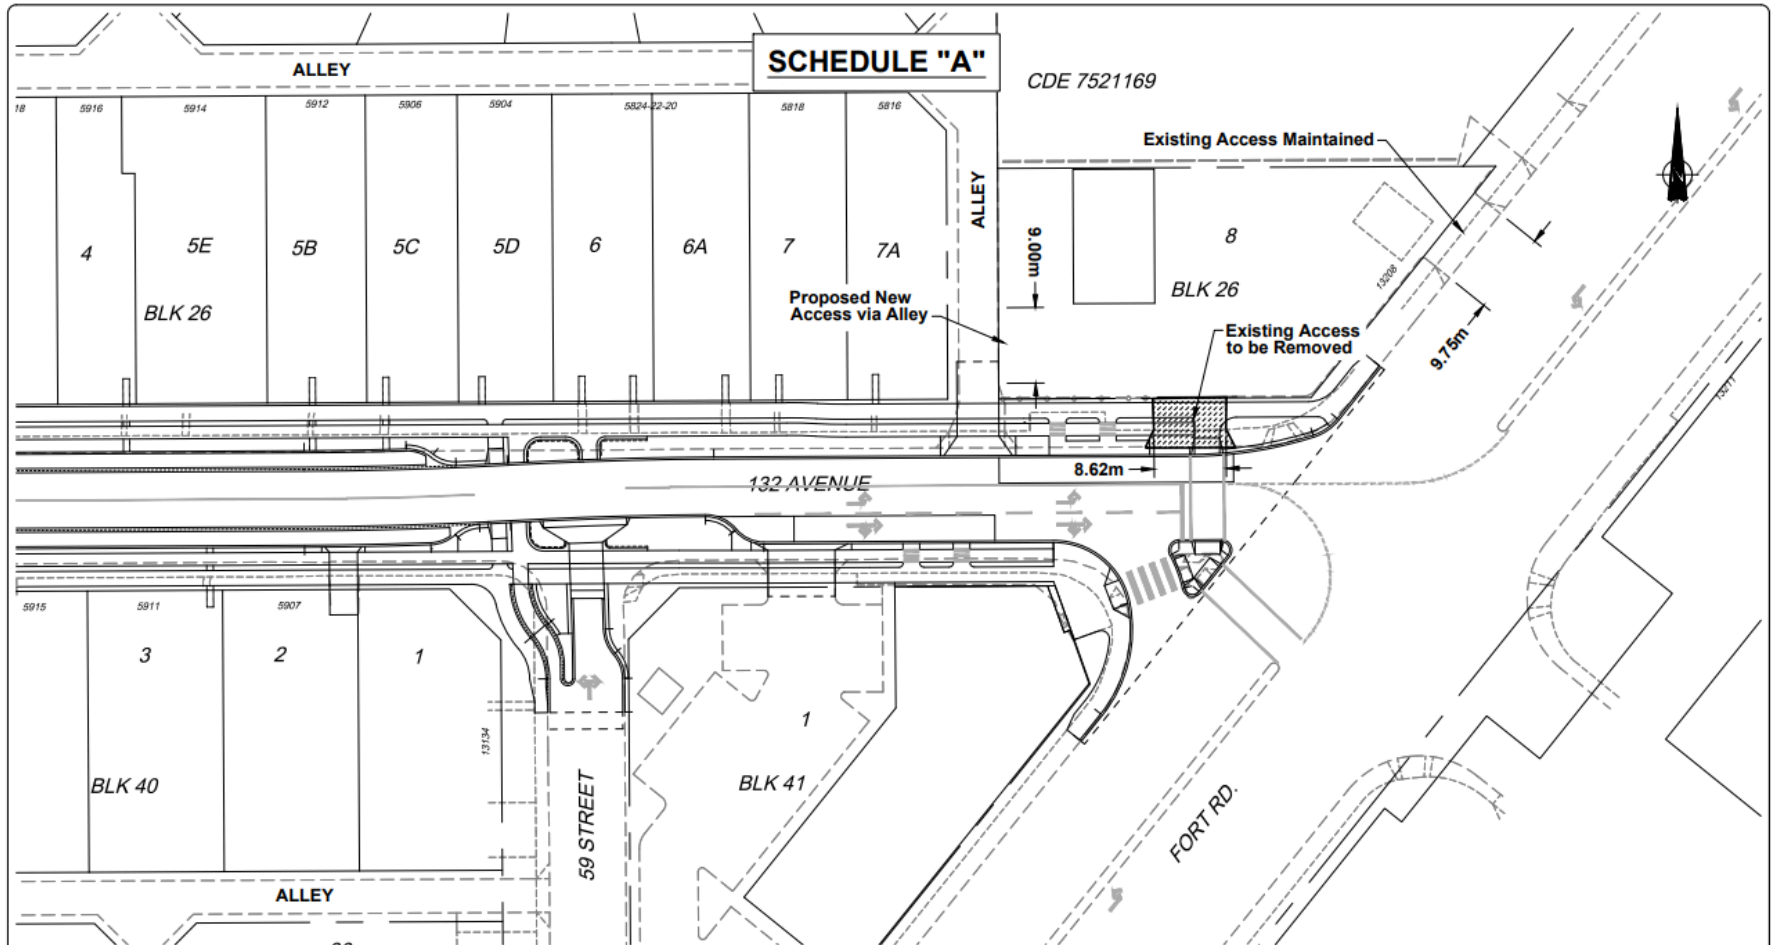 SCHEDULE "A"
ALLEY
CDE 7521169
18
5916
5914
5912
5906
5904
5824-22-20
5818
5816
Existing Access Maintained
ALLEY
4
5E
5B
5C
5D
6
6A
7
7A
8
9.00m
BLK 26
BLK 26
13208
Proposed New
Access via Alley
Existing Access
to be Removed
9.75m
13211
8.62m
132 AVENUE
5915
5911
5907
3
2
1
1
13134
BLK 40
BLK 41
59 STREET
FORT RD.
ALLEY